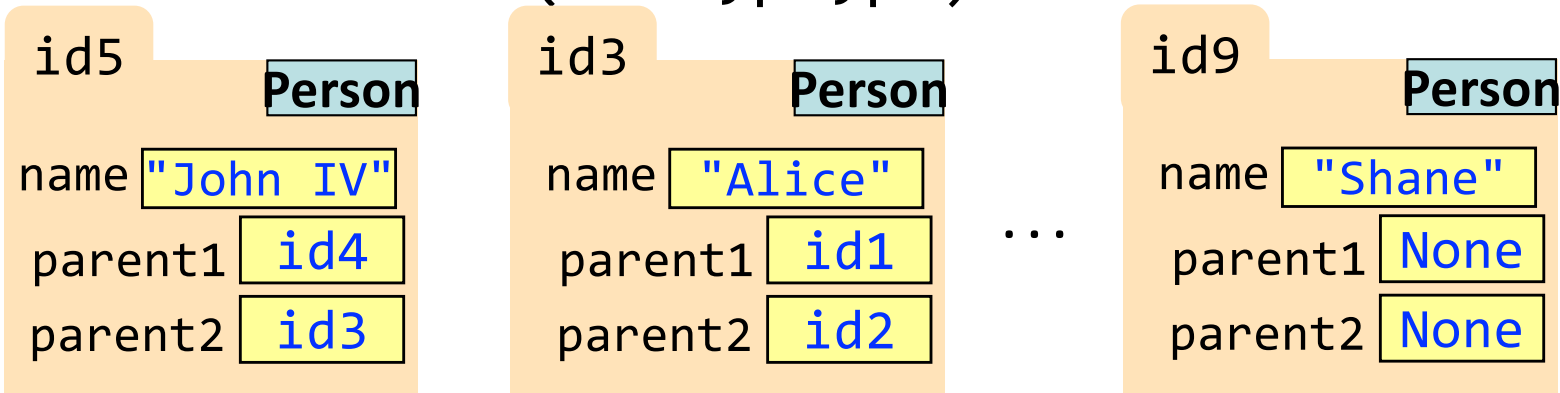 id5
Person
name "John IV"
parent1 id4
parent2 id3
id3
Person
name "Alice"
parent1 id1
parent2 id2
...
id9
Person
name "Shane"
parent1 None
parent2 None